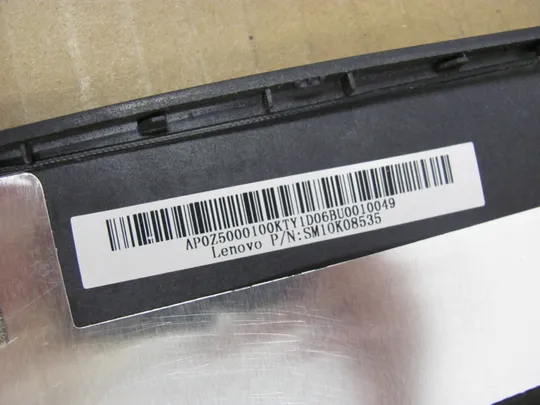 AP0Z5000100KTY1D06BU0010049
Lenovo P/N:SM10K08535